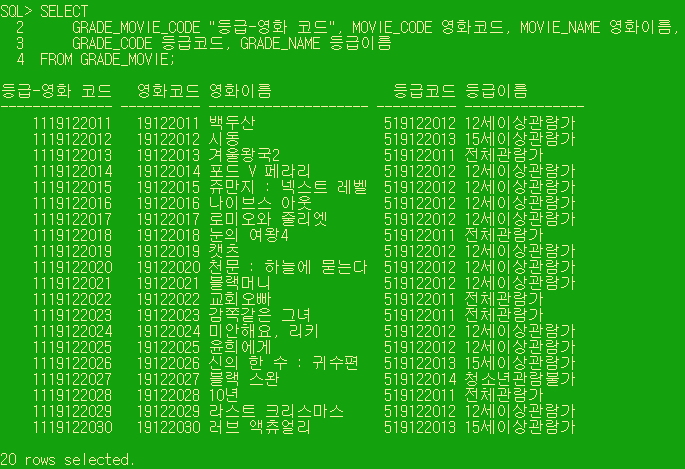 SQL> SELECT
2 GRADE_MOVIE_CODE "등급-영화 코드", MOVIE_CODE 영화코드, MOVIE_NAME 영화이름,
3 GRADE_CODE 등급코드, GRADE_NAME 등급이름
4 FROM GRADE_MOVIE;
등급-영화 코드 영화코드 영화이름 등급코드 등급이름
-------------- ---------- -------------------- ---------- ---------------
1119122011 19122011 백두산 519122012 12세이상관람가
1119122012 19122012 시동 519122013 15세이상관람가
1119122013 19122013 겨울왕국2 519122011 전체관람가
1119122014 19122014 포드 V 페라리 519122012 12세이상관람가
1119122015 19122015 쥬만지 : 넥스트 레벨 519122012 12세이상관람가
1119122016 19122016 나이브스 아웃 519122012 12세이상관람가
1119122017 19122017 로미오와 줄리엣 519122012 12세이상관람가
1119122018 19122018 눈의 여왕4 519122011 전체관람가
1119122019 19122019 캣츠 519122012 12세이상관람가
1119122020 19122020 천문 : 하늘에 묻는다 519122012 12세이상관람가
1119122021 19122021 블랙머니 519122012 12세이상관람가
1119122022 19122022 교회오빠 519122011 전체관람가
1119122023 19122023 감쪽같은 그녀 519122011 전체관람가
1119122024 19122024 미안해요, 리키 519122012 12세이상관람가
1119122025 19122025 윤희에게 519122012 12세이상관람가
1119122026 19122026 신의 한 수 : 귀수편 519122013 15세이상관람가
1119122027 19122027 블랙 스완 519122014 청소년관람불가
1119122028 19122028 10년 519122011 전체관람가
1119122029 19122029 라스트 크리스마스 519122012 12세이상관람가
1119122030 19122030 러브 액츄얼리 519122013 15세이상관람가
20 rows selected.